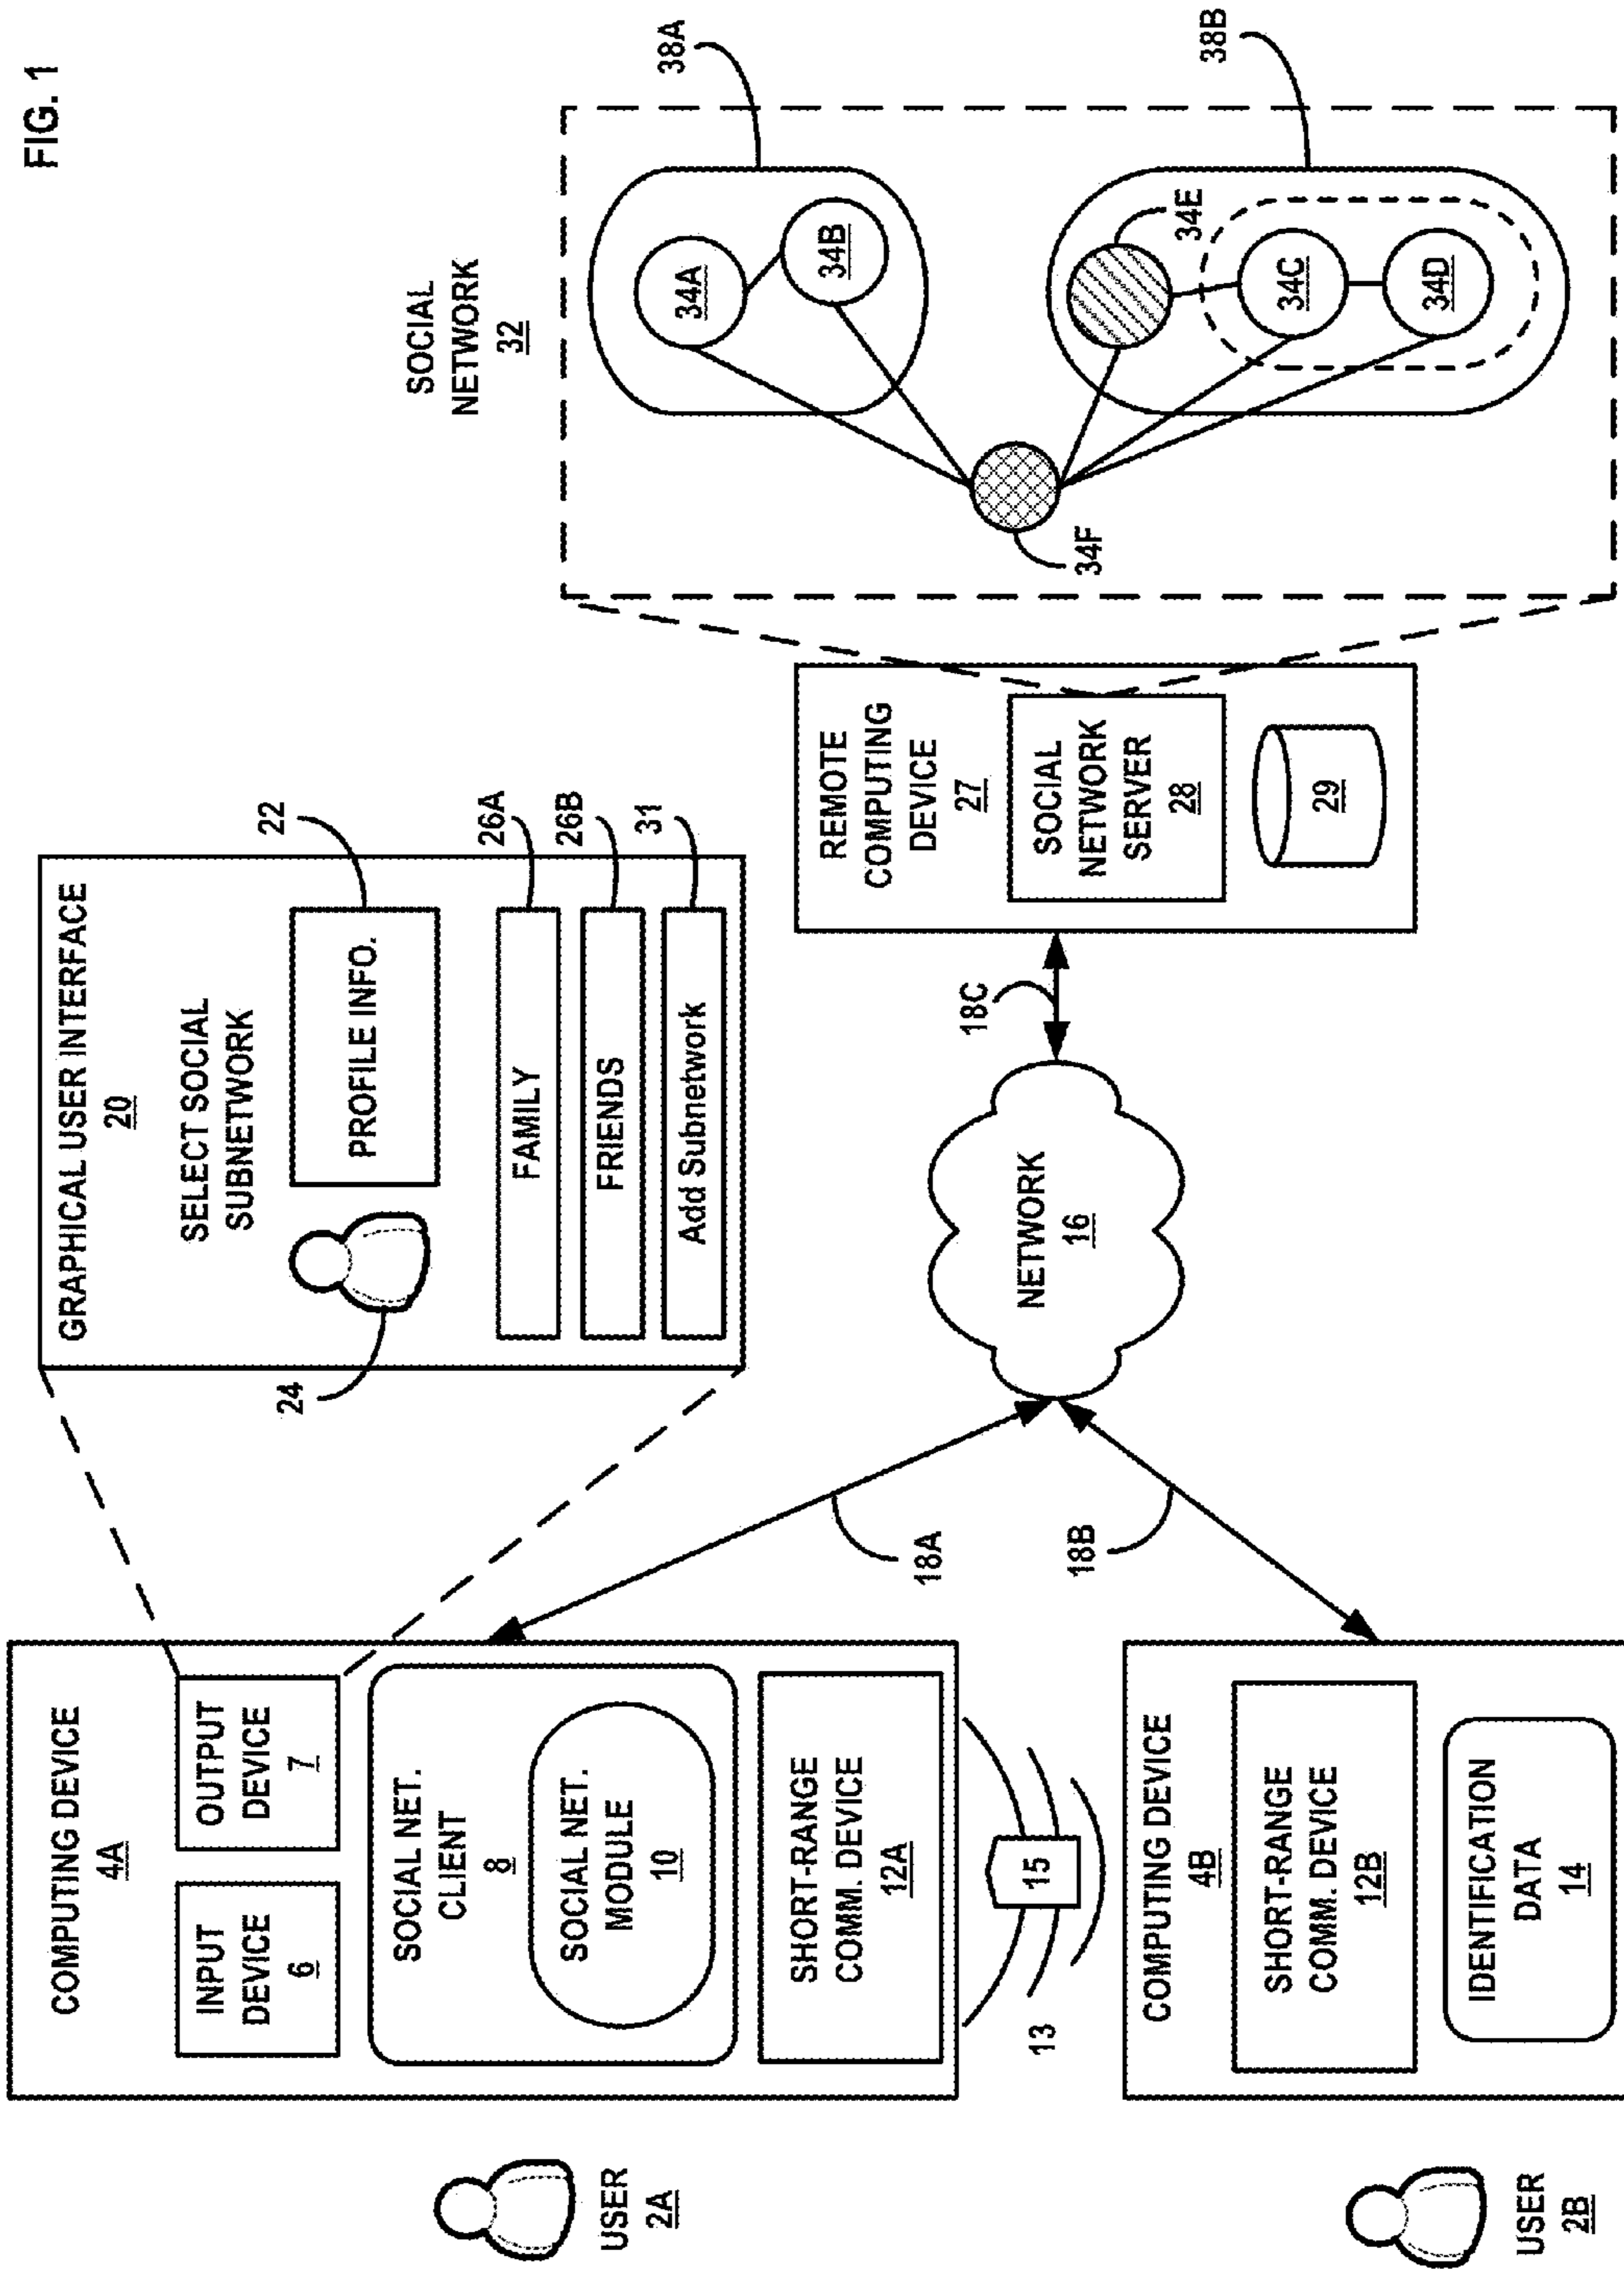 FIG. 1
COMPUTING DEVICE
4A
INPUT
DEVICE
6
OUTPUT
DEVICE
7
SOCIAL NET.
CLIENT
8
SOCIAL NET.
MODULE
10
SHORT-RANGE
COMM. DEVICE
12A
USER
2A
13
15
COMPUTING DEVICE
4B
SHORT-RANGE
COMM. DEVICE
12B
IDENTIFICATION
DATA
14
USER
2B
GRAPHICAL USER INTERFACE
20
SELECT SOCIAL
SUBNETWORK
24
PROFILE INFO.
22
FAMILY
26A
FRIENDS
26B
Add Subnetwork
31
18A
18B
NETWORK
16
18C
REMOTE
COMPUTING
DEVICE
27
SOCIAL
NETWORK
SERVER
28
29
SOCIAL
NETWORK
32
38A
34A
34B
34F
38B
34E
34C
34D